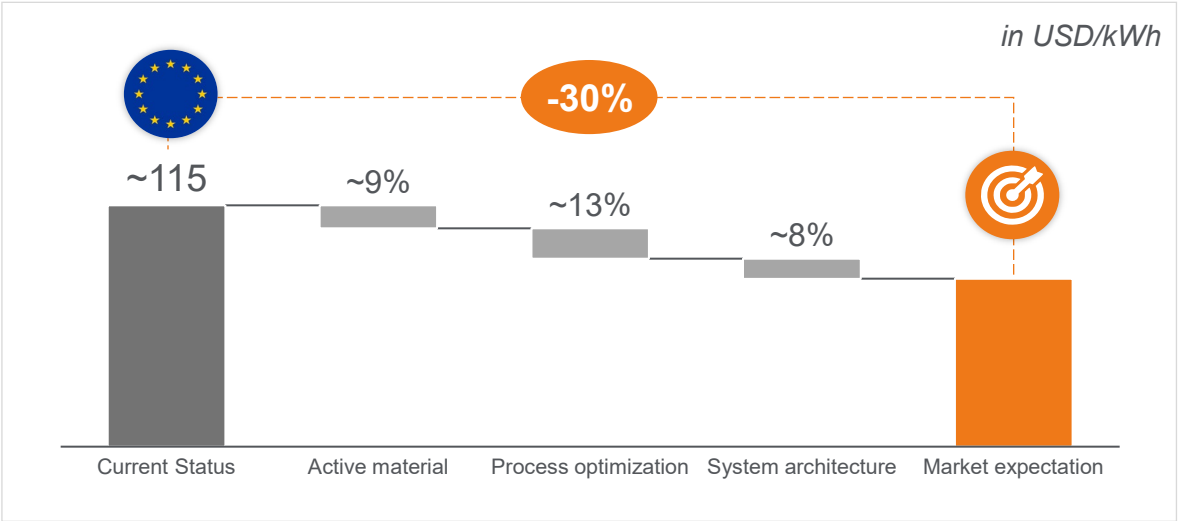 in USD/kWh
-30%
~115
~9%
~13%
~8%
Current Status
Active material
Process optimization
System architecture
Market expectation